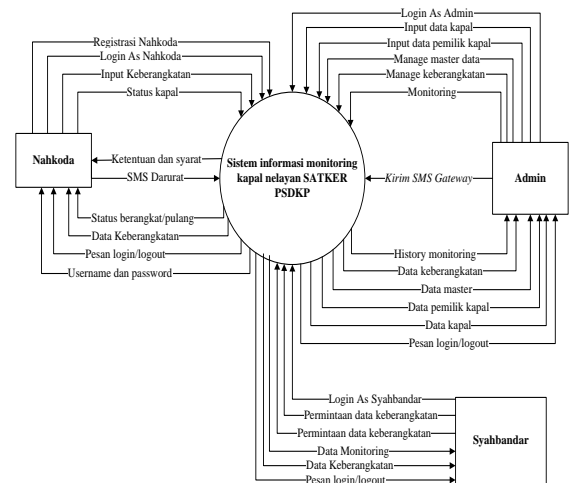 Login As Admin
Input data kapal
Input data pemilik kapal
Manage master data
Manage keberangkatan
Monitoring
Registrasi Nahkoda
Login As Nahkoda
Input Keberangkatan
Status kapal
Nahkoda
Ketentuan dan syarat
SMS Darurat
Sistem informasi monitoring
kapal nelayan SATKER
PSDKP
Kirim SMS Gateway
Admin
Status berangkat/pulang
Data Keberangkatan
Pesan login/logout
Username dan password
History monitoring
Data keberangkatan
Data master
Data pemilik kapal
Data kapal
Pesan login/logout
Login As Syahbandar
Permintaan data keberangkatan
Permintaan data keberangkatan
Data Monitoring
Data Keberangkatan
Pesan login/logout
Syahbandar